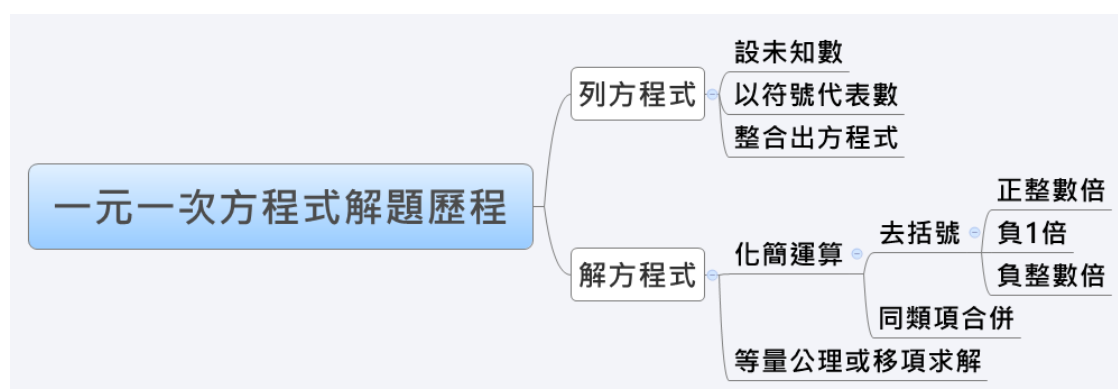 一元一次方程式解題歷程
列方程式
設未知數
以符號代表數
整合出方程式
解方程式
化簡運算
去括號
正整數倍
負1倍
負整數倍
同類項合併
等量公理或移項求解